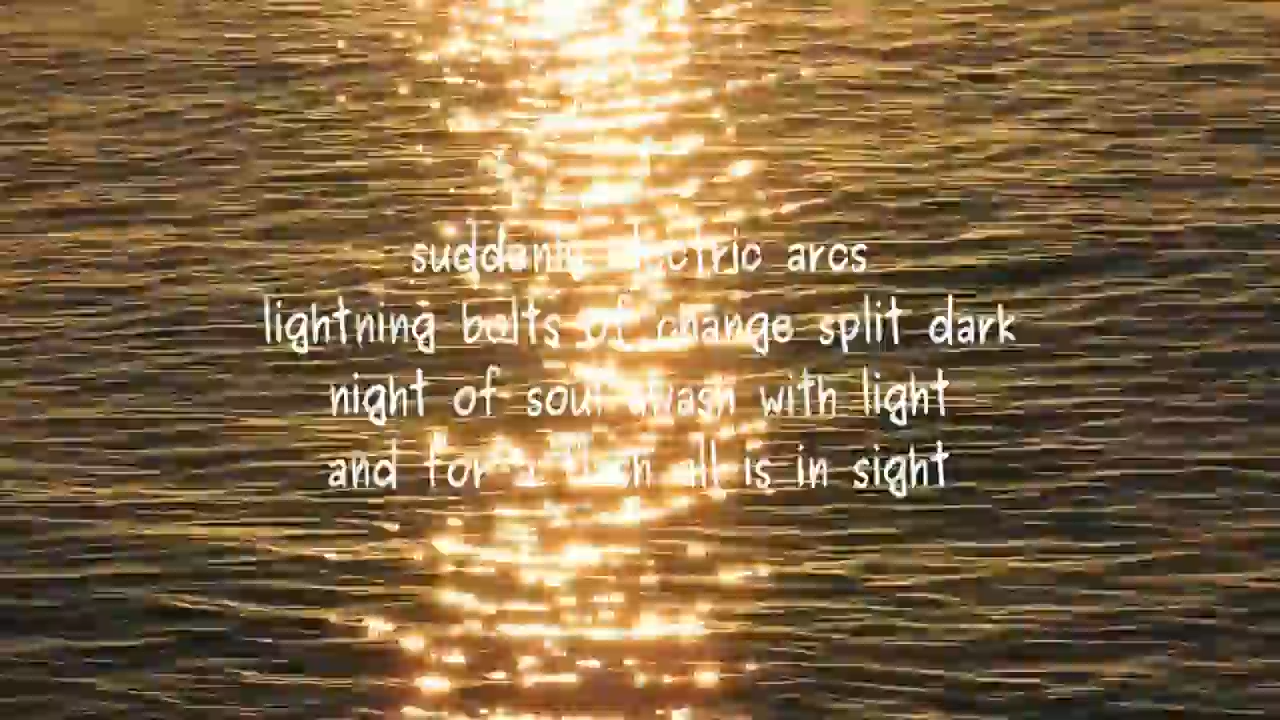 suddenly electric arcs
lightning bolts of change split dark
night of soul awash with light
and for a flash all is in sight